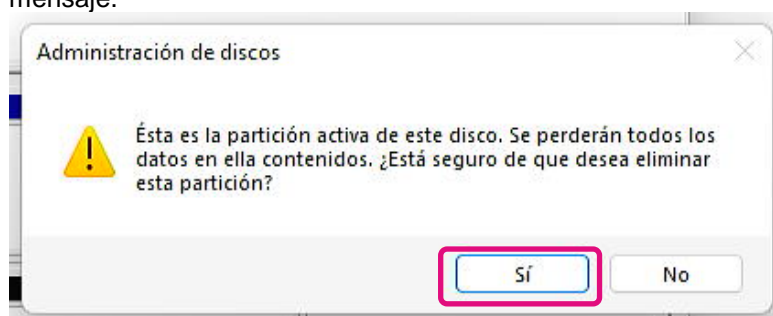 mensaje:
Administración de discos
Ésta es la partición activa de este disco. Se perderán todos los
datos en ella contenidos. ¿Está seguro de que desea eliminar
esta partición?
Sí
No